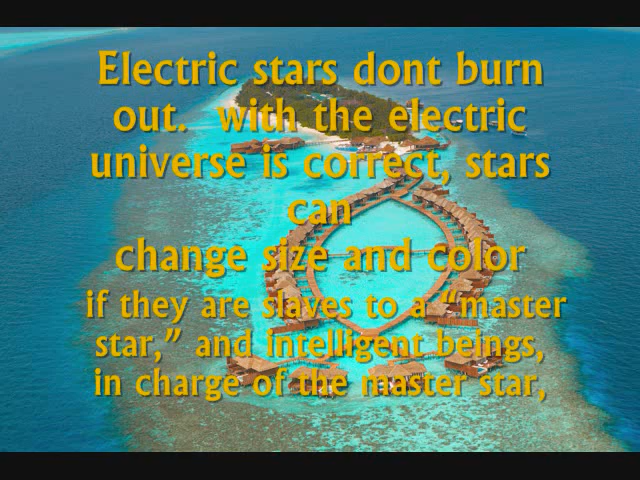 Electric stars dont burn
out.  with the electric
universe is correct, stars
can
change size and color
if they are slaves to a “master
star,” and intelligent beings,
in charge of the master star,